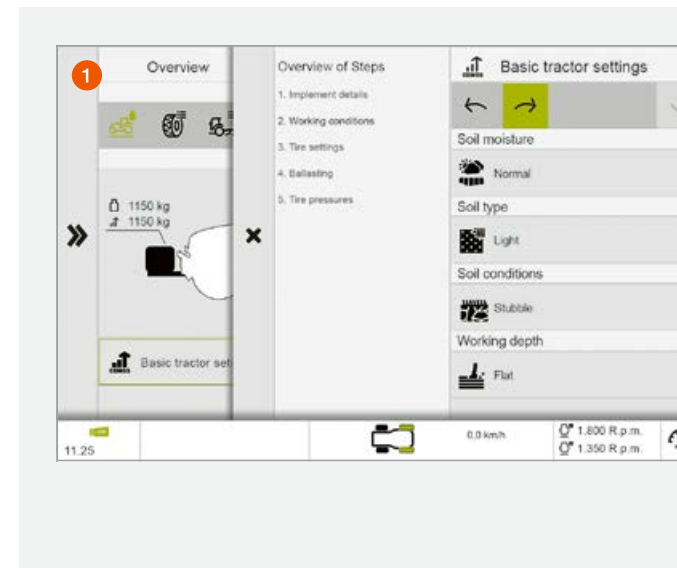 1
Overview
1150 kg
1150 kg
Basic tractor set
Overview of Steps
1. Implement details
2. Working conditions
3. Tire settings
4. Ballasting
5. Tire pressures
CEMOS
Basic tractor settings
Soil moisture
Normal
Soil type
Light
Soil conditions
Stubble
Working depth
Flat
11.25
0.0 km/h
1.800 R.p.m.
1.350 R.p.m.